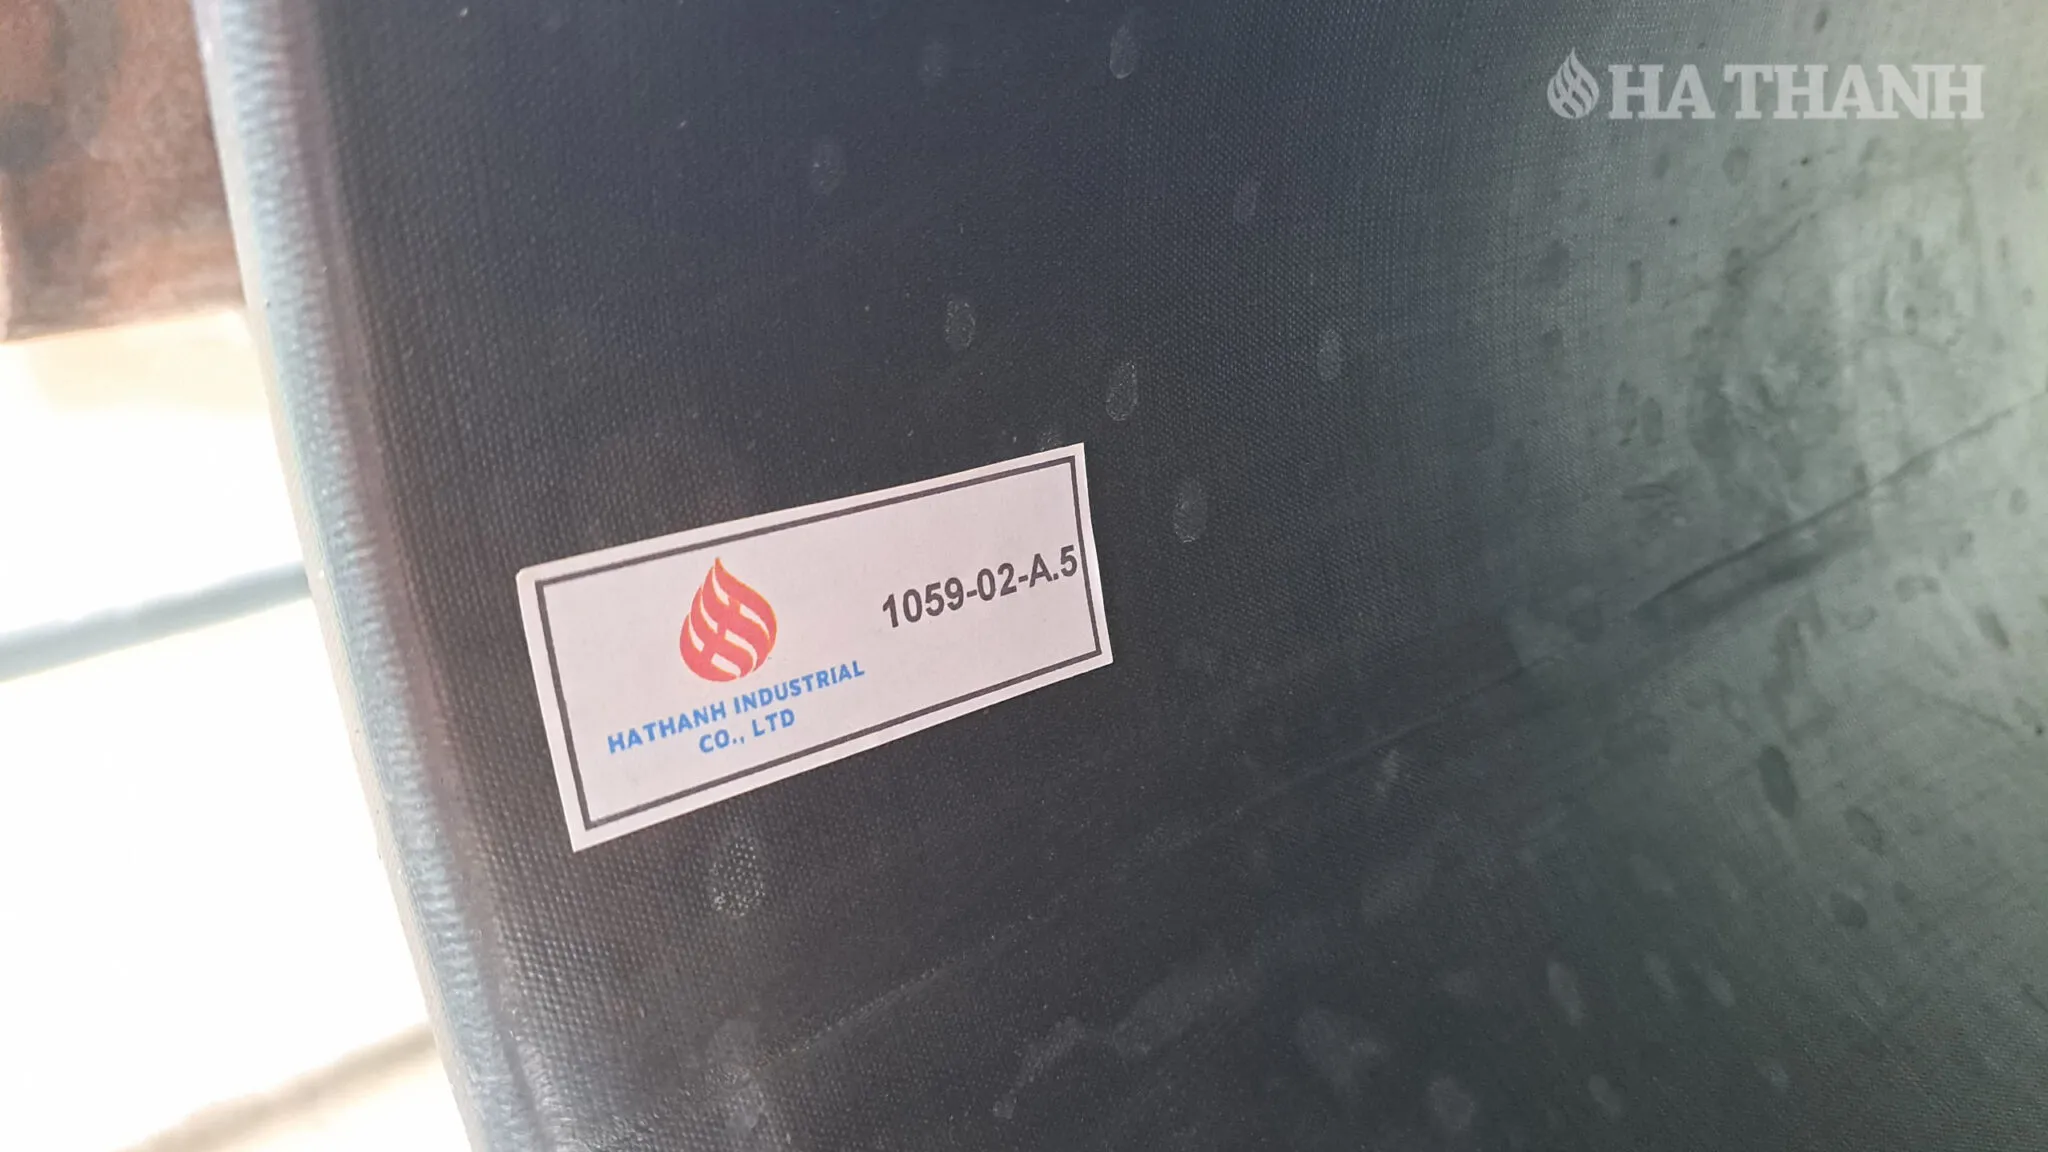 HA THANH
1059-02-A.5
HATHANH INDUSTRIAL
CO., LTD